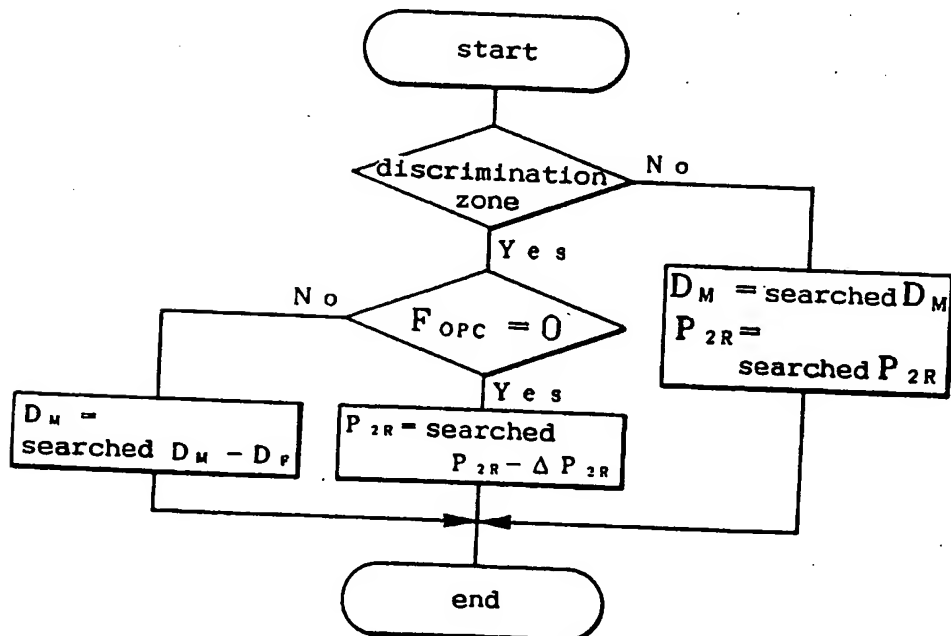 start
discrimination
zone
No
Yes
D_M = searched D_M
P_2R =
searched P_2R
No
F_OPC = 0
Yes
D_M =
searched D_M − D_F
P_2R = searched
P_2R − Δ P_2R
end